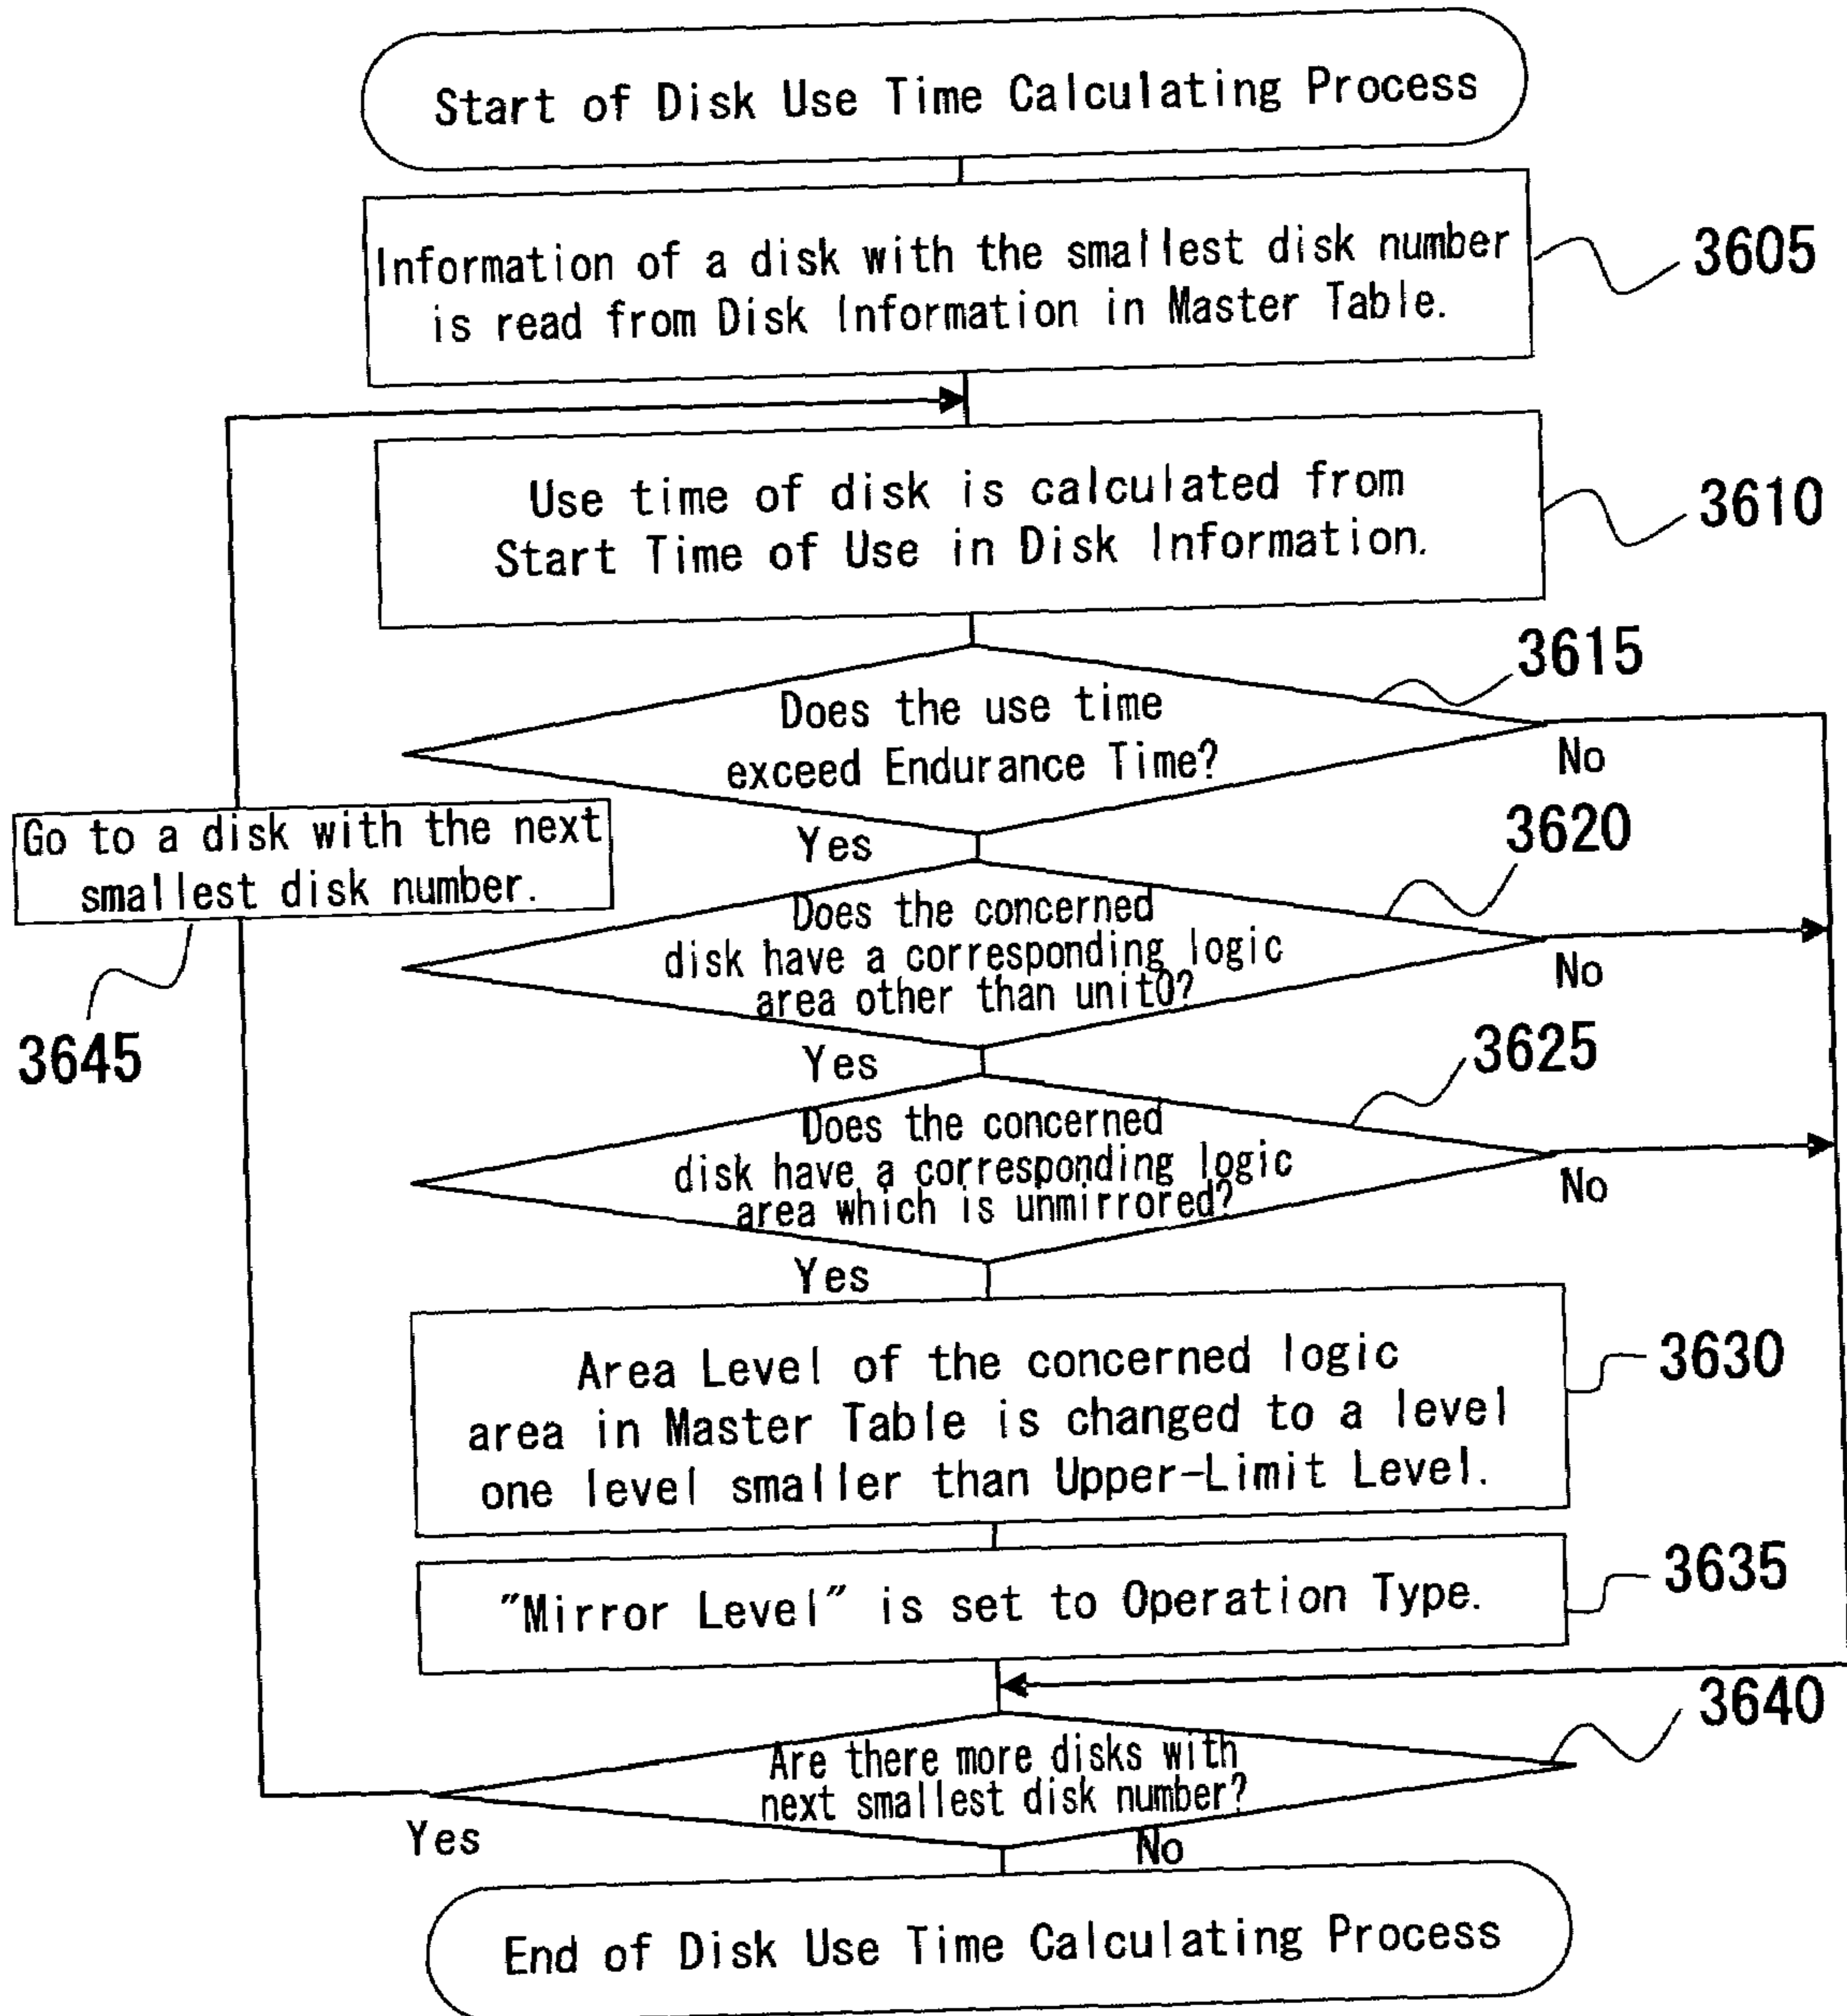 Start of Disk Use Time Calculating Process
Information of a disk with the smallest disk number
is read from Disk Information in Master Table.
3605
Use time of disk is calculated from
Start Time of Use in Disk Information.
3610
Does the use time
exceed Endurance Time?
3615
No
Yes
Go to a disk with the next
smallest disk number.
3645
Does the concerned
disk have a corresponding logic
area other than unit0?
3620
No
Yes
Does the concerned
disk have a corresponding logic
area which is unmirrored?
3625
No
Yes
Area Level of the concerned logic
area in Master Table is changed to a level
one level smaller than Upper-Limit Level.
3630
"Mirror Level" is set to Operation Type.
3635
Are there more disks with
next smallest disk number?
3640
Yes
No
End of Disk Use Time Calculating Process